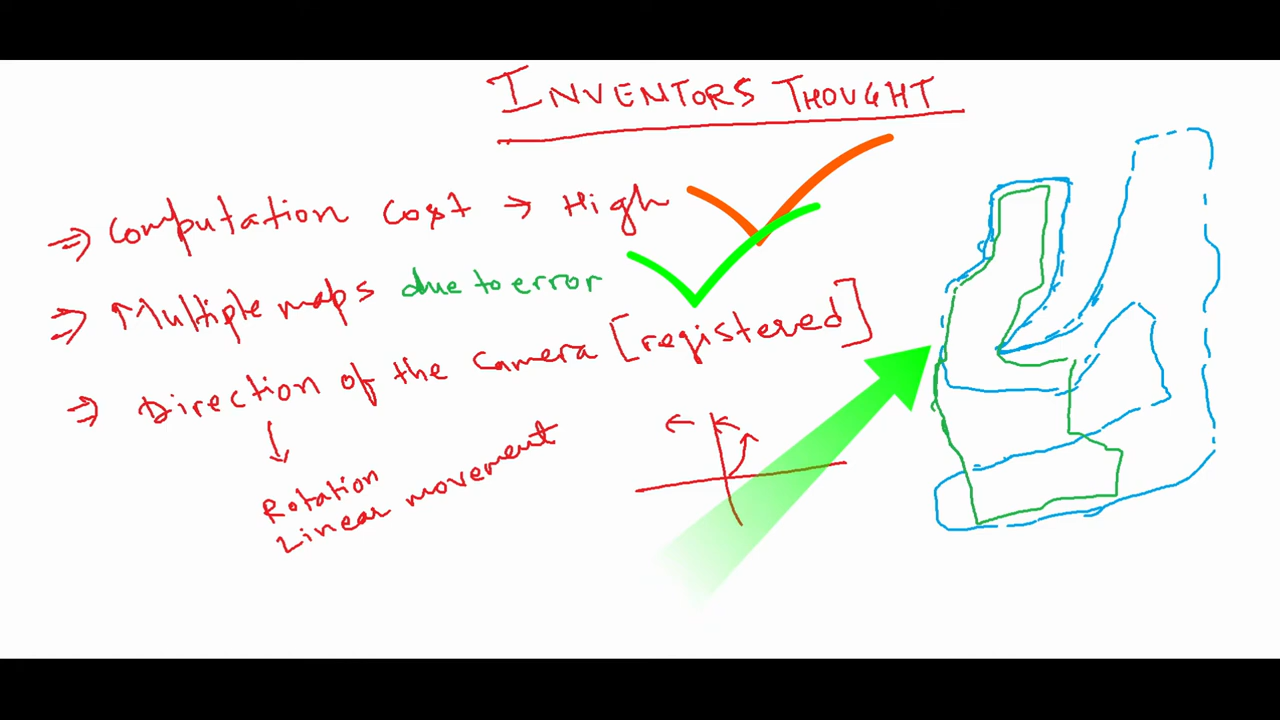 INVENTORS THOUGHT
⇒ Computation cost → High
⇒ ↑Multiple maps due to error
⇒ Direction of the camera [registered]
Rotation
Linear movement